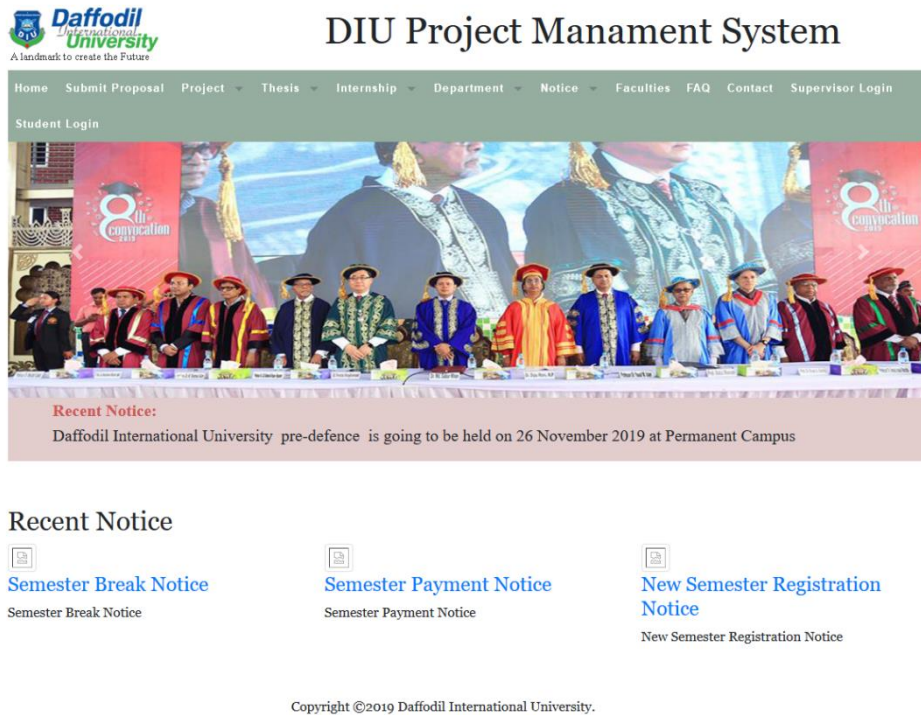 Daffodil
International
University
A landmark to create the Future
DIU Project Manament System
Home Submit Proposal Project Thesis Internship Department Notice Faculties FAQ Contact Supervisor Login
Student Login
8th
convocation
2019
8th
convocation
2019
Recent Notice:
Daffodil International University pre-defence is going to be held on 26 November 2019 at Permanent Campus
Recent Notice
Semester Break Notice
Semester Break Notice
Semester Payment Notice
Semester Payment Notice
New Semester Registration
Notice
New Semester Registration Notice
Copyright ©2019 Daffodil International University.